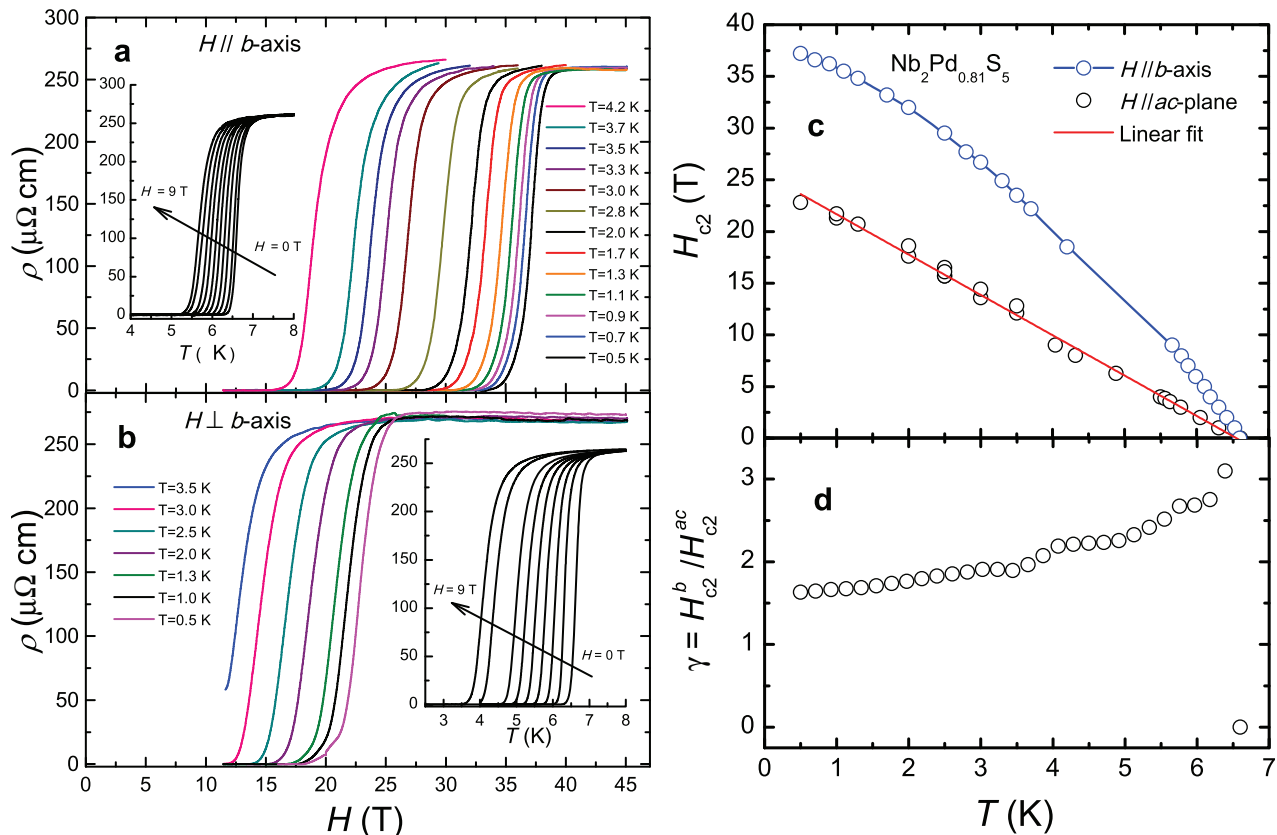 a
H // b-axis
ρ (μΩ cm)
300
250
200
150
100
50
0
300
250
200
150
100
50
0
4 5 6 7 8
T ( K)
H = 9 T
H = 0 T
T=4.2 K
T=3.7 K
T=3.5 K
T=3.3 K
T=3.0 K
T=2.8 K
T=2.0 K
T=1.7 K
T=1.3 K
T=1.1 K
T=0.9 K
T=0.7 K
T=0.5 K
b
H⊥ b-axis
ρ (μΩ cm)
250
200
150
100
50
0
T=3.5 K
T=3.0 K
T=2.5 K
T=2.0 K
T=1.3 K
T=1.0 K
T=0.5 K
250
200
150
100
50
0
H = 9 T
H = 0 T
3 4 5 6 7 8
T (K)
0 5 10 15 20 25 30 35 40 45
H (T)
c
Nb2Pd0.81S5
H//b-axis
H//ac-plane
Linear fit
Hc2 (T)
40
35
30
25
20
15
10
5
0
d
γ = Hc2^b /Hc2^ac
3
2
1
0
0 1 2 3 4 5 6 7
T (K)